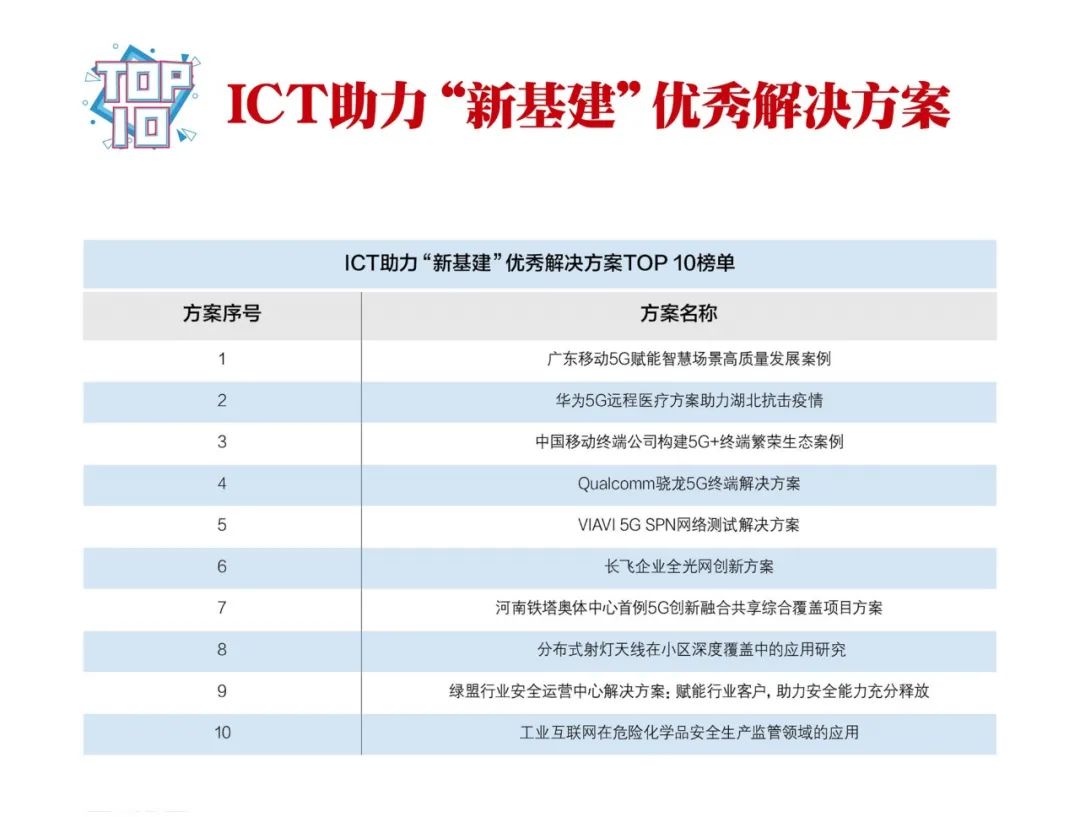 TOP
10
ICT助力“新基建”优秀解决方案
ICT助力“新基建”优秀解决方案TOP 10榜单
方案序号 方案名称
1 广东移动5G赋能智慧场景高质量发展案例
2 华为5G远程医疗方案助力湖北抗击疫情
3 中国移动终端公司构建5G+终端繁荣生态案例
4 Qualcomm骁龙5G终端解决方案
5 VIAVI 5G SPN网络测试解决方案
6 长飞企业全光网创新方案
7 河南铁塔奥体中心首例5G创新融合共享综合覆盖项目方案
8 分布式射灯天线在小区深度覆盖中的应用研究
9 绿盟行业安全运营中心解决方案：赋能行业客户，助力安全能力充分释放
10 工业互联网在危险化学品安全生产监管领域的应用